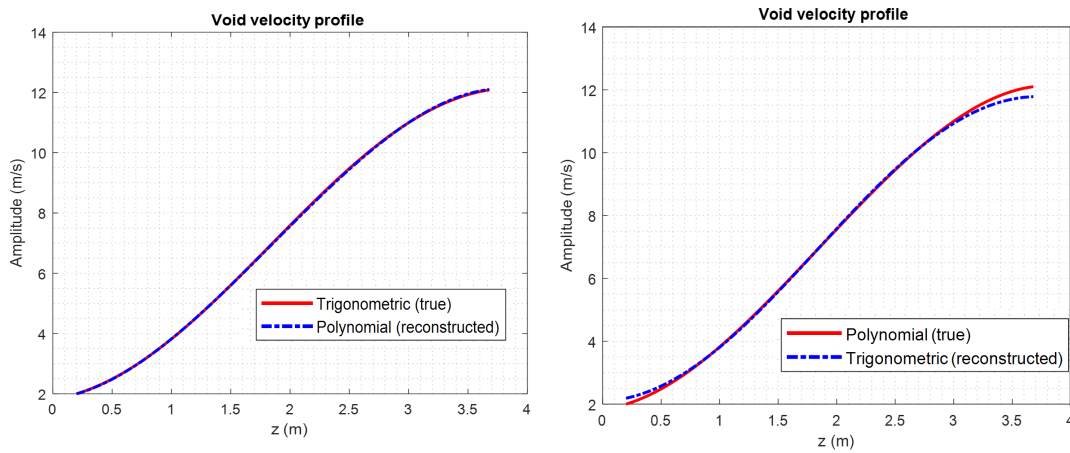 Void velocity profile
14
12
10
8
6
4
2
Amplitude (m/s)
Trigonometric (true)
Polynomial (reconstructed)
0 0.5 1 1.5 2 2.5 3 3.5 4
z (m)
Void velocity profile
14
12
10
8
6
4
2
Amplitude (m/s)
Polynomial (true)
Trigonometric (reconstructed)
0 0.5 1 1.5 2 2.5 3 3.5 4
z (m)